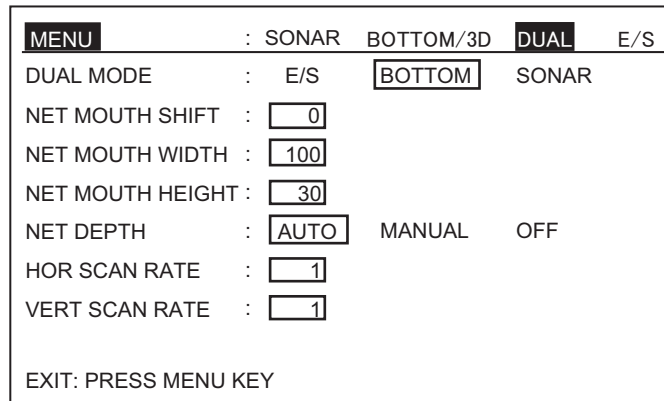 MENU : SONAR BOTTOM/3D DUAL E/S
DUAL MODE : E/S BOTTOM SONAR
NET MOUTH SHIFT : 0
NET MOUTH WIDTH : 100
NET MOUTH HEIGHT : 30
NET DEPTH : AUTO MANUAL OFF
HOR SCAN RATE : 1
VERT SCAN RATE : 1
EXIT: PRESS MENU KEY